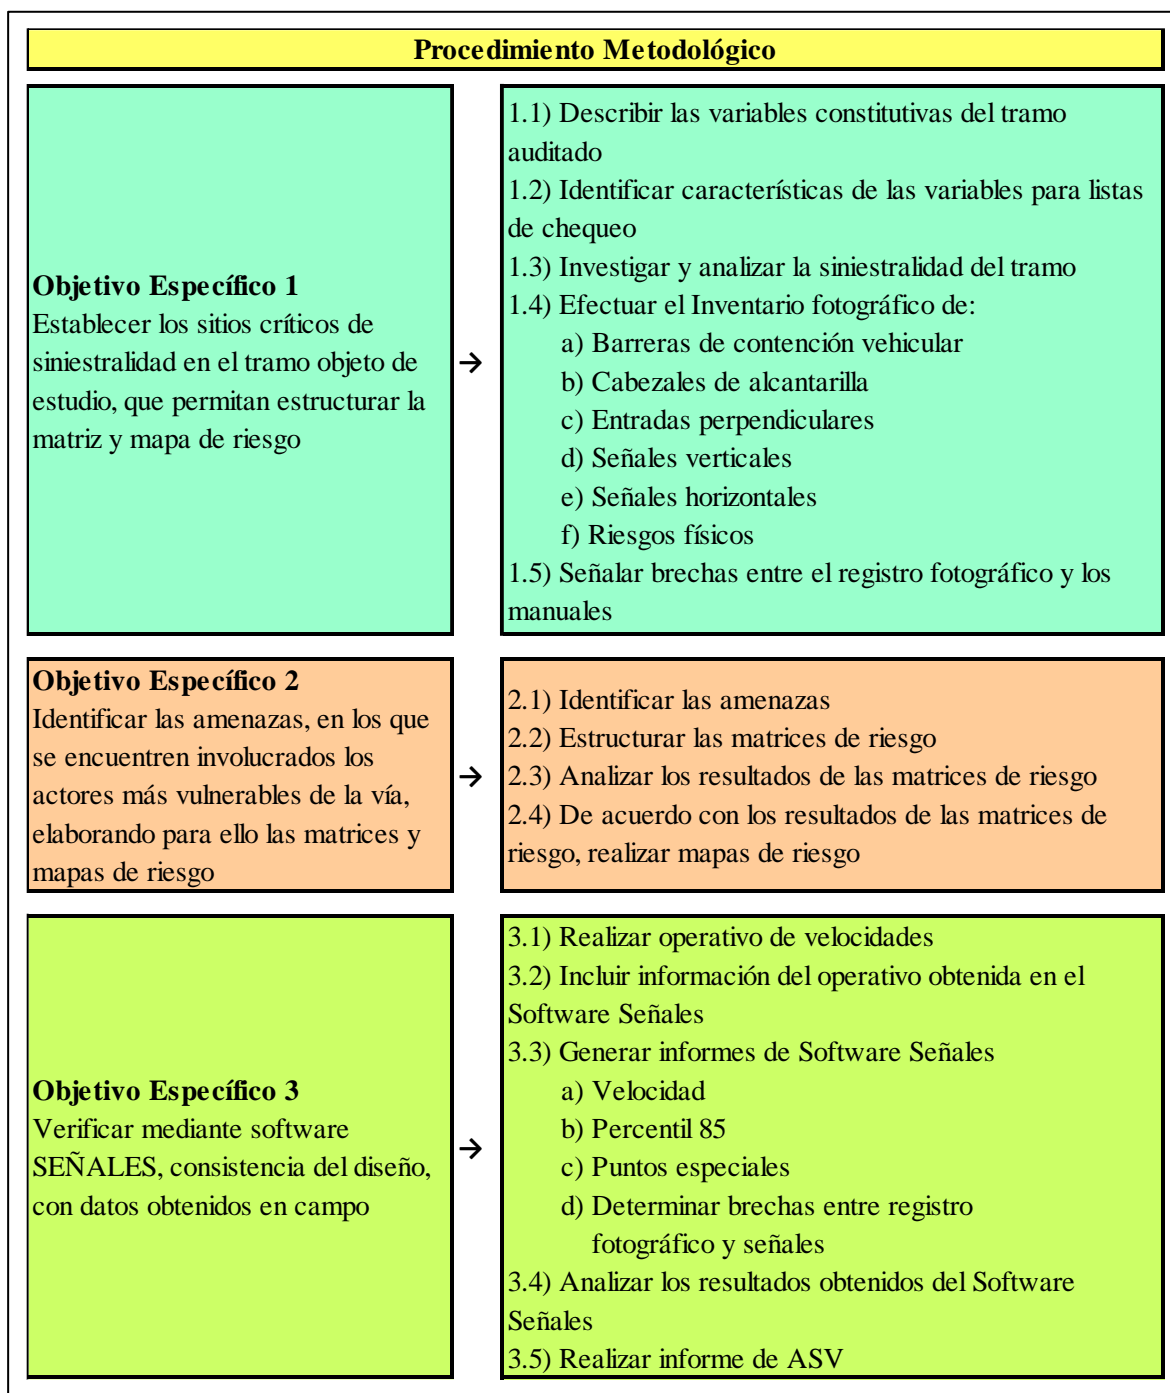 Procedimiento Metodológico
Objetivo Específico 1
Establecer los sitios críticos de
siniestralidad en el tramo objeto de
estudio, que permitan estructurar la
matriz y mapa de riesgo
→
1.1) Describir las variables constitutivas del tramo
auditado
1.2) Identificar características de las variables para listas
de chequeo
1.3) Investigar y analizar la siniestralidad del tramo
1.4) Efectuar el Inventario fotográfico de:
a) Barreras de contención vehicular
b) Cabezales de alcantarilla
c) Entradas perpendiculares
d) Señales verticales
e) Señales horizontales
f) Riesgos físicos
1.5) Señalar brechas entre el registro fotográfico y los
manuales
Objetivo Específico 2
Identificar las amenazas, en los que
se encuentren involucrados los
actores más vulnerables de la vía,
elaborando para ello las matrices y
mapas de riesgo
→
2.1) Identificar las amenazas
2.2) Estructurar las matrices de riesgo
2.3) Analizar los resultados de las matrices de riesgo
2.4) De acuerdo con los resultados de las matrices de
riesgo, realizar mapas de riesgo
Objetivo Específico 3
Verificar mediante software
SEÑALES, consistencia del diseño,
con datos obtenidos en campo
→
3.1) Realizar operativo de velocidades
3.2) Incluir información del operativo obtenida en el
Software Señales
3.3) Generar informes de Software Señales
a) Velocidad
b) Percentil 85
c) Puntos especiales
d) Determinar brechas entre registro
fotográfico y señales
3.4) Analizar los resultados obtenidos del Software
Señales
3.5) Realizar informe de ASV